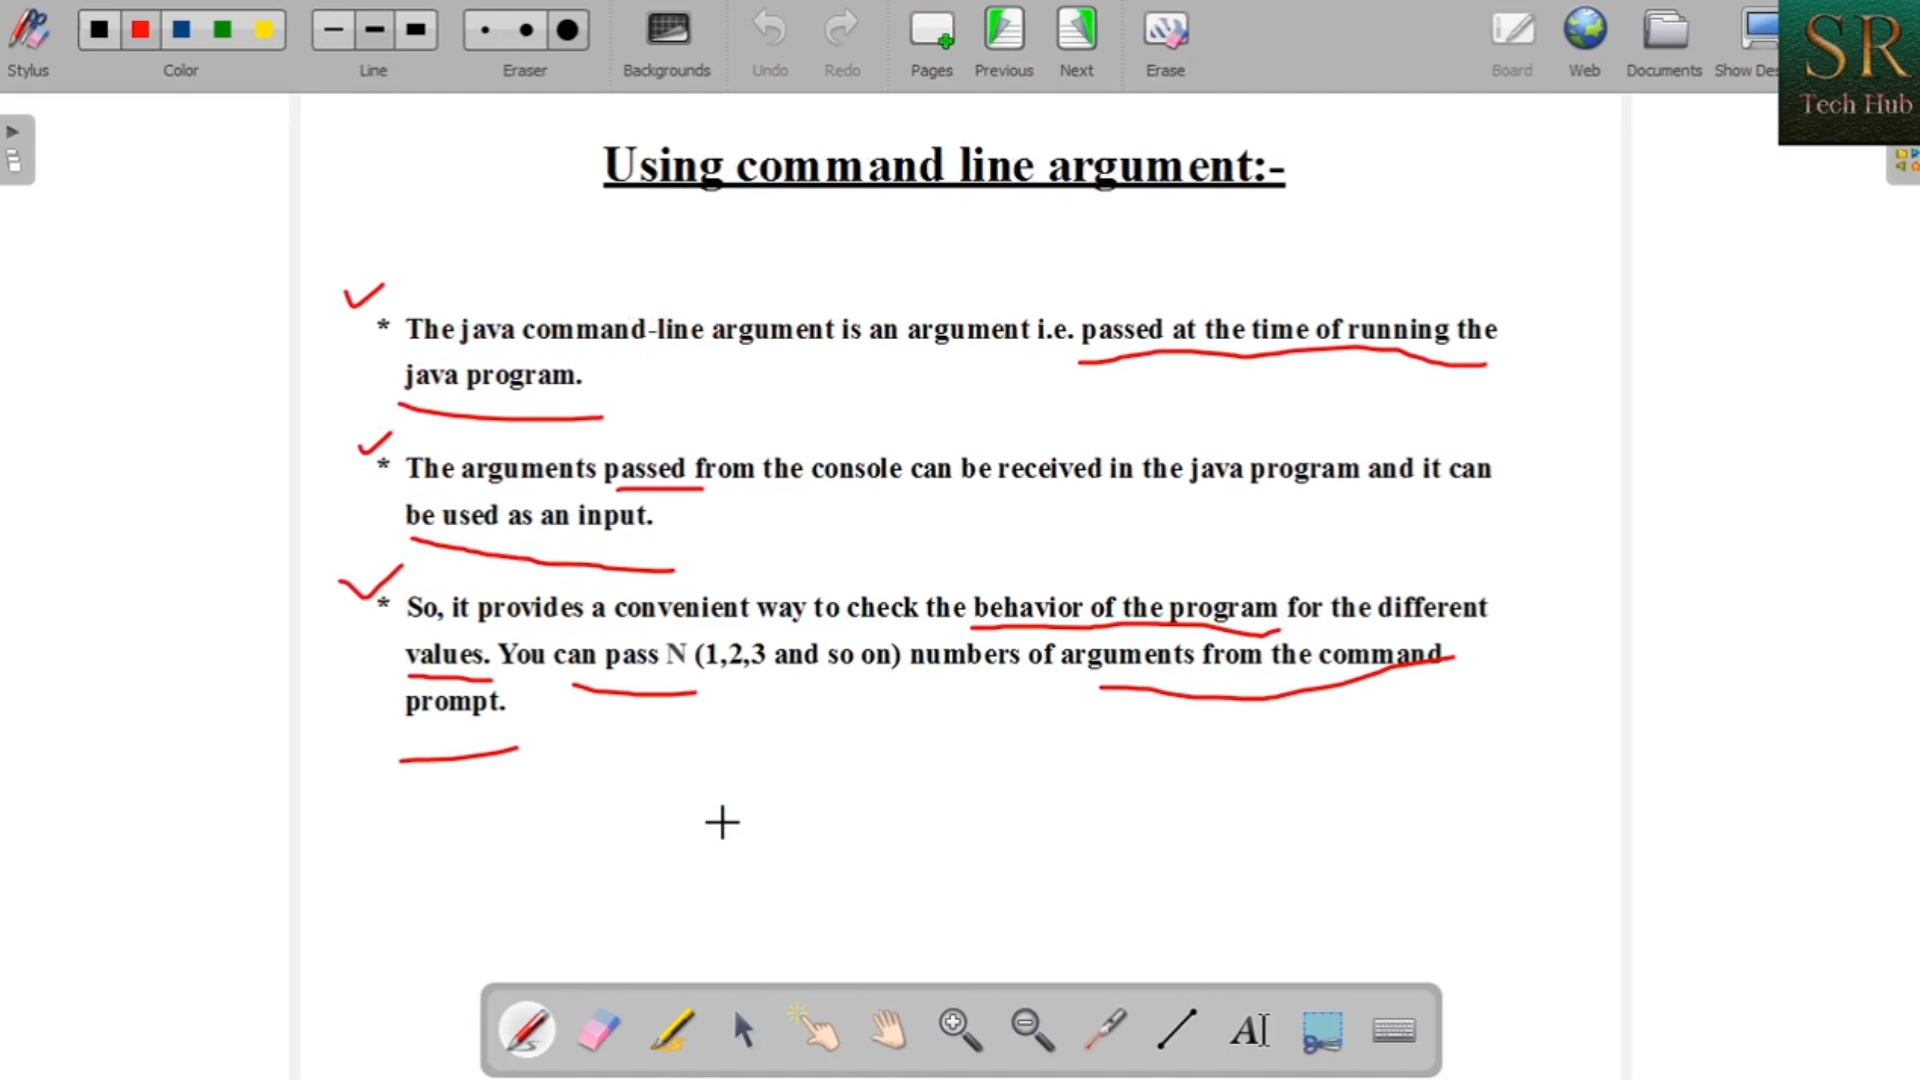 Stylus
Color
Line
Eraser
Backgrounds
Undo
Redo
Pages
Previous
Next
Erase
Board
Web
Documents
Show Des
SR
Tech Hub
Using command line argument:-
* The java command-line argument is an argument i.e. passed at the time of running the
java program.
* The arguments passed from the console can be received in the java program and it can
be used as an input.
* So, it provides a convenient way to check the behavior of the program for the different
values. You can pass N (1,2,3 and so on) numbers of arguments from the command
prompt.
AI